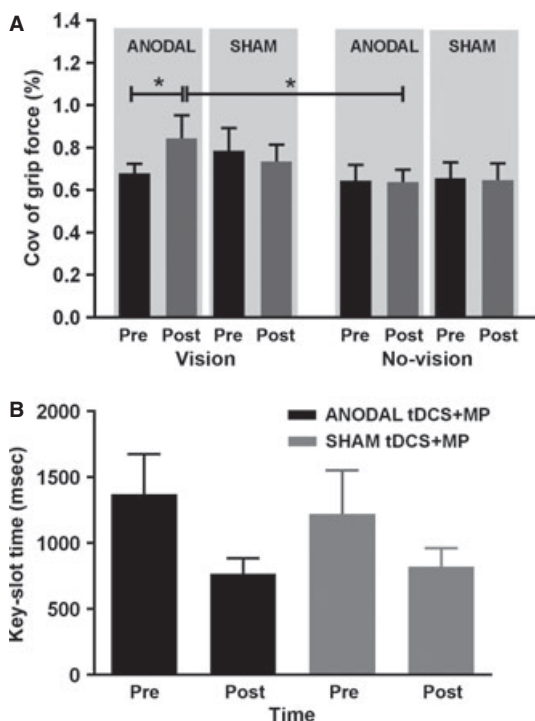 A
ANODAL SHAM ANODAL SHAM
* *
Cov of grip force (%)
1.4
1.2
1.0
0.8
0.6
0.4
0.2
0.0
Pre Post Pre Post Pre Post Pre Post
Vision No-vision
B
ANODAL tDCS+MP
SHAM tDCS+MP
Key-slot time (msec)
2000
1500
1000
500
0
Pre Post Pre Post
Time